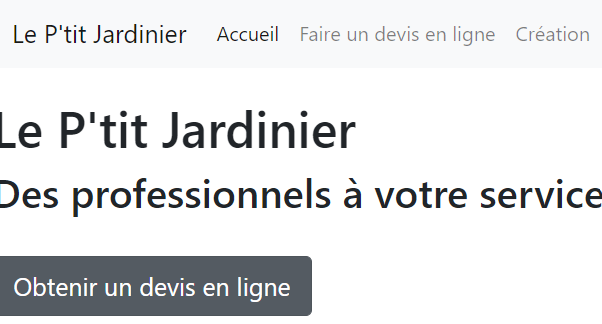 Le P'tit Jardinier Accueil Faire un devis en ligne Création
Le P'tit Jardinier
Des professionnels à votre service
Obtenir un devis en ligne